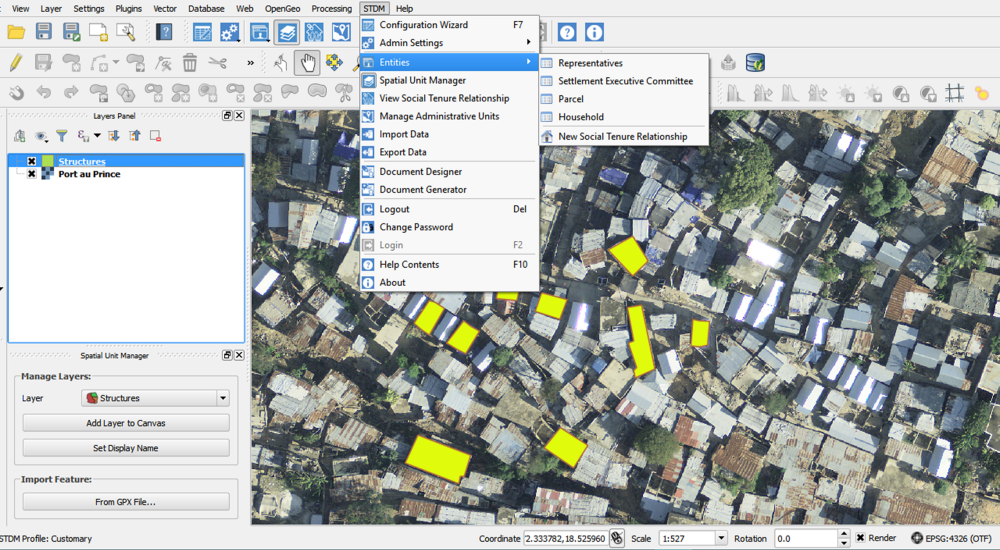 View Layer Settings Plugins Vector Database Web OpenGeo Processing STDM Help
Configuration Wizard F7
Admin Settings
Entities
Spatial Unit Manager
View Social Tenure Relationship
Manage Administrative Units
Import Data
Export Data
Document Designer
Document Generator
Logout Del
Change Password
Login F2
Help Contents F10
About
Representatives
Settlement Executive Committee
Parcel
Household
New Social Tenure Relationship
»
Layers Panel
Structures
Port au Prince
Spatial Unit Manager
Manage Layers:
Layer Structures
Add Layer to Canvas
Set Display Name
Import Feature:
From GPX File...
STDM Profile: Customary Coordinate 2.333782,18.525960 Scale 1:527 Rotation 0.0 Render EPSG:4326 (OTF)